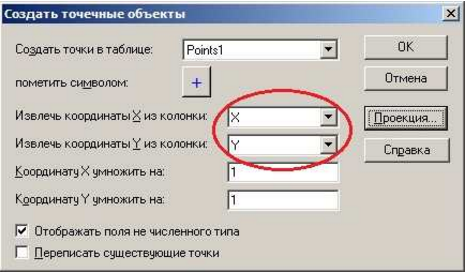 Создать точечные объекты
Создать точки в таблице: Points1 OK
пометить символом: + Отмена
Извлечь координаты X из колонки: X Проекция...
Извлечь координаты Y из колонки: Y Справка
Координату X умножить на: 1
Координату Y умножить на: 1
Отображать поля не численного типа
Переписать существующие точки